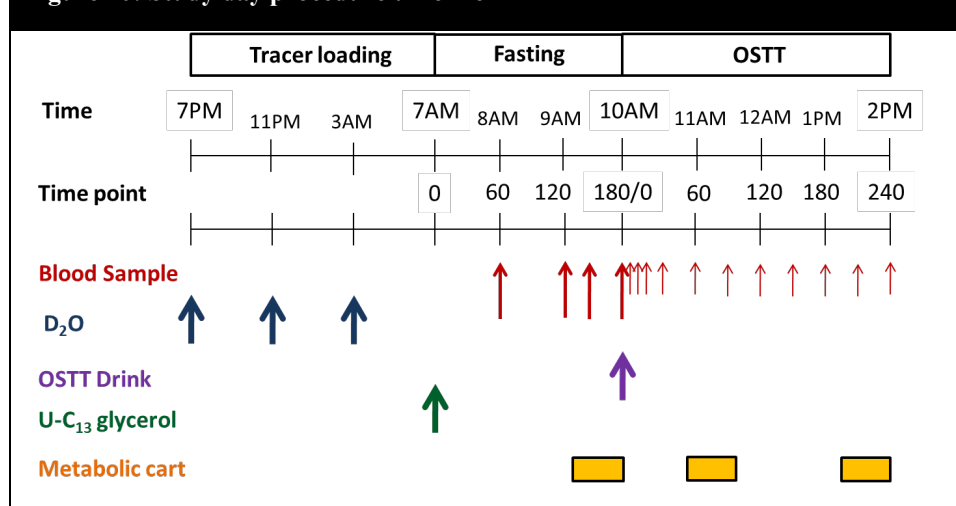 Tracer loading Fasting OSTT
Time 7PM 11PM 3AM 7AM 8AM 9AM 10AM 11AM 12AM 1PM 2PM
Time point 0 60 120 180/0 60 120 180 240
Blood Sample
D₂O
OSTT Drink
U-C₁₃ glycerol
Metabolic cart